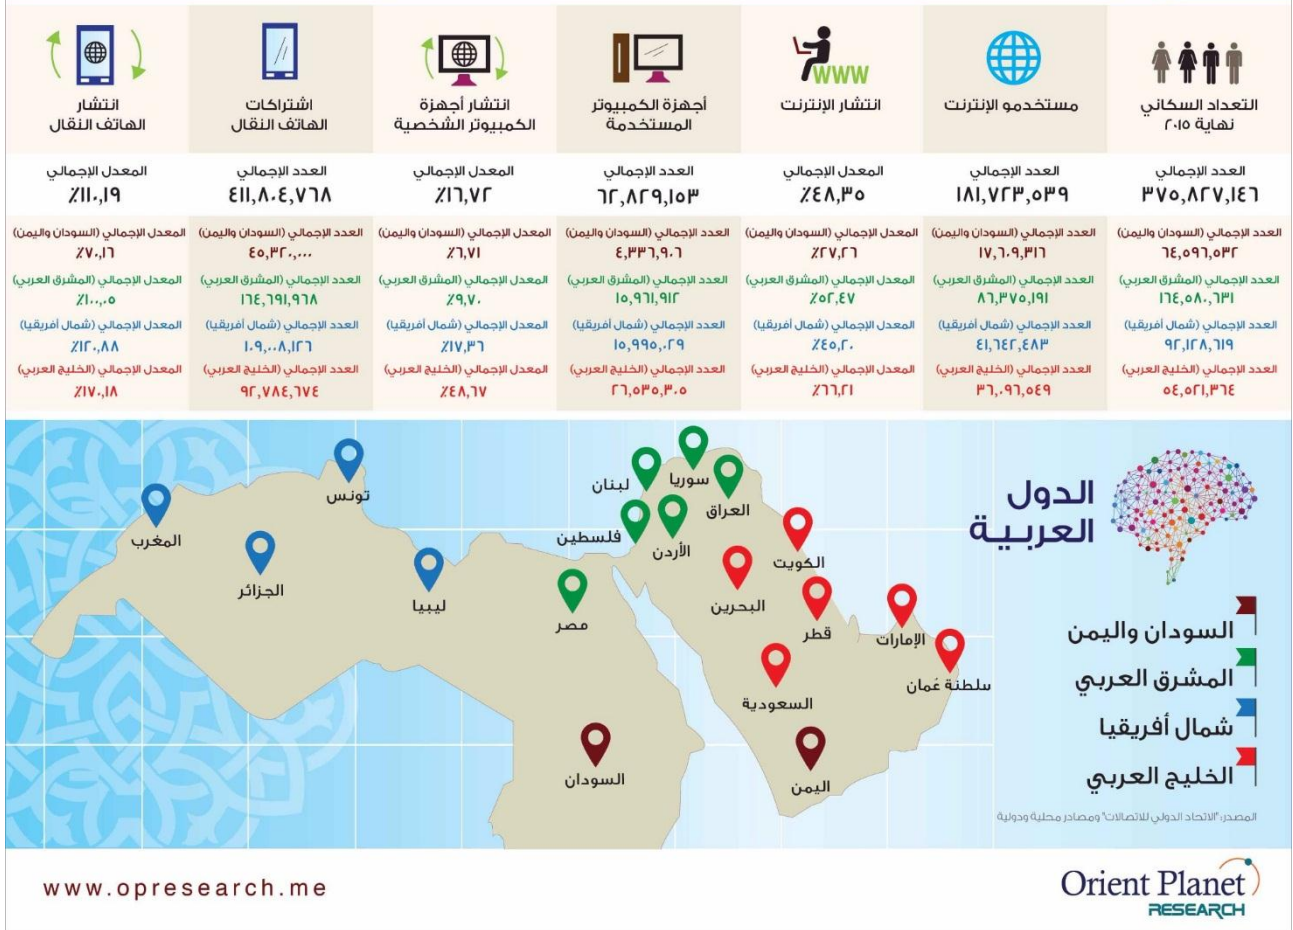 التعداد السكاني
نهاية ٢٠١٥
مستخدمو الإنترنت
WWW
انتشار الإنترنت
أجهزة الكمبيوتر
المستخدمة
انتشار أجهزة
الكمبيوتر الشخصية
اشتراكات
الهاتف النقال
انتشار
الهاتف النقال
العدد الإجمالي
٣٧٥,٨٢٧,١٤٦
العدد الإجمالي
١٨١,٧٢٣,٥٣٩
المعدل الإجمالي
٤٨,٣٥٪
العدد الإجمالي
٦٢,٨٢٩,١٥٣
المعدل الإجمالي
١٦,٧٢٪
العدد الإجمالي
٤١١,٨٠٤,٧٦٨
المعدل الإجمالي
١١٠,١٩٪
العدد الإجمالي (السودان واليمن)
٦٤,٥٩٦,٥٣٢
العدد الإجمالي (السودان واليمن)
١٧,٦٠٩,٣١٦
المعدل الإجمالي (السودان واليمن)
٢٧,٢٦٪
العدد الإجمالي (السودان واليمن)
٤,٣٣٦,٩٠٦
المعدل الإجمالي (السودان واليمن)
٦,٧١٪
العدد الإجمالي (السودان واليمن)
٤٥,٣٢٠,٠٠٠
المعدل الإجمالي (السودان واليمن)
٧٠,١٦٪
العدد الإجمالي (المشرق العربي)
١٦٤,٥٨٠,٦٣١
العدد الإجمالي (المشرق العربي)
٨٦,٣٧٥,١٩١
المعدل الإجمالي (المشرق العربي)
٥٢,٤٧٪
العدد الإجمالي (المشرق العربي)
١٥,٩٦١,٩١٢
المعدل الإجمالي (المشرق العربي)
٩,٧٠٪
العدد الإجمالي (المشرق العربي)
١٦٤,٦٩١,٩٦٨
المعدل الإجمالي (المشرق العربي)
١٠٠,٠٥٪
العدد الإجمالي (شمال أفريقيا)
٩٢,١٢٨,٦١٩
العدد الإجمالي (شمال أفريقيا)
٤١,٦٤٢,٤٨٣
المعدل الإجمالي (شمال أفريقيا)
٤٥,٢٠٪
العدد الإجمالي (شمال أفريقيا)
١٥,٩٩٥,٠٢٩
المعدل الإجمالي (شمال أفريقيا)
١٧,٣٦٪
العدد الإجمالي (شمال أفريقيا)
١٠٩,٠٠٨,١٢٦
المعدل الإجمالي (شمال أفريقيا)
١٢٠,٨٨٪
العدد الإجمالي (الخليج العربي)
٥٤,٥٢١,٣٦٤
العدد الإجمالي (الخليج العربي)
٣٦,٠٩٦,٥٤٩
المعدل الإجمالي (الخليج العربي)
٦٦,٢١٪
العدد الإجمالي (الخليج العربي)
٢٦,٥٣٥,٣٠٥
المعدل الإجمالي (الخليج العربي)
٤٨,٦٧٪
العدد الإجمالي (الخليج العربي)
٩٢,٧٨٤,٦٧٤
المعدل الإجمالي (الخليج العربي)
١٧٠,١٨٪
الدول
العربية
السودان واليمن
المشرق العربي
شمال أفريقيا
الخليج العربي
المصدر: "الاتحاد الدولي للاتصالات" ومصادر محلية ودولية
سوريا
لبنان
العراق
فلسطين
الأردن
الكويت
تونس
المغرب
الجزائر
ليبيا
مصر
البحرين
قطر
الإمارات
سلطنة عُمان
السعودية
السودان
اليمن
www.opresearch.me
Orient Planet
RESEARCH